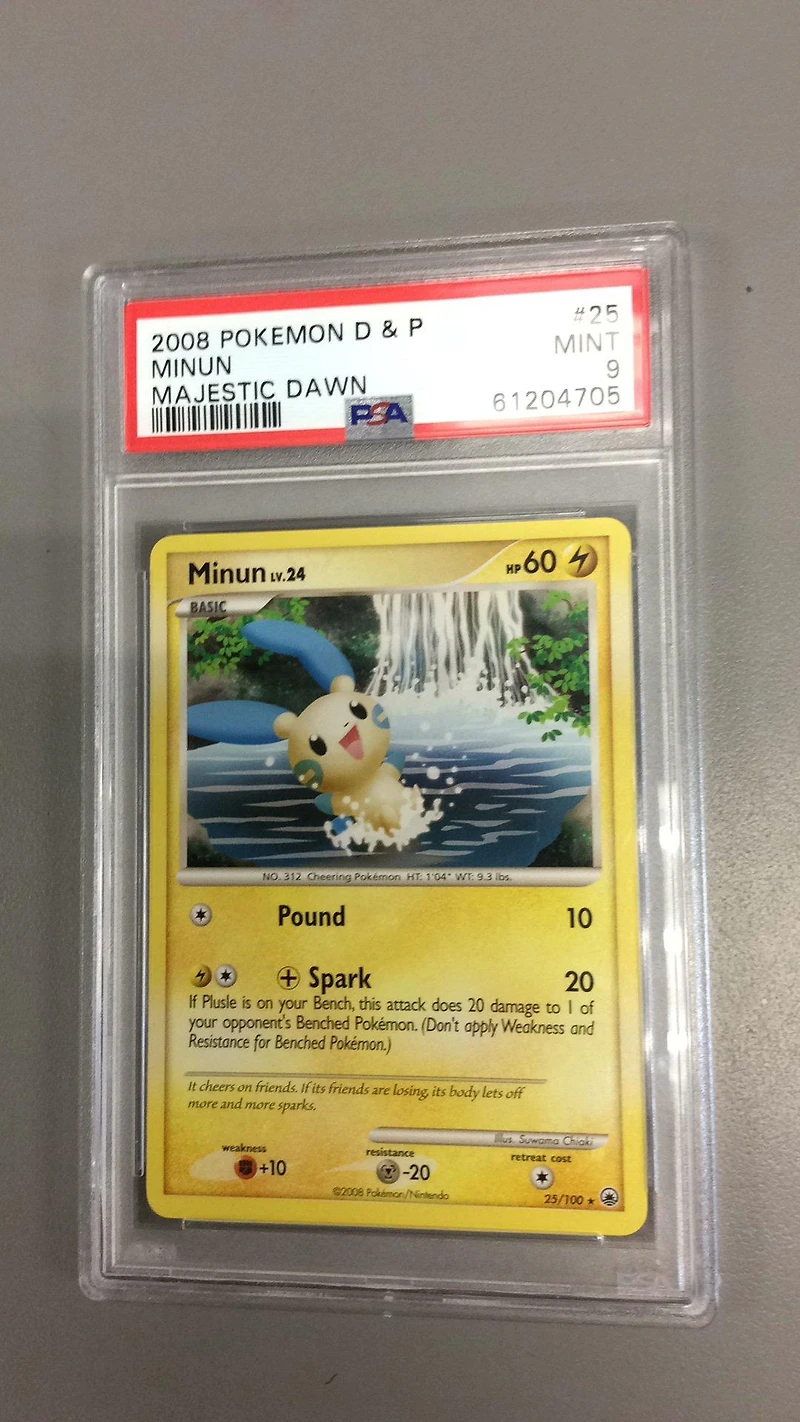 2008 POKEMON D & P #25
MINUN MINT
9
MAJESTIC DAWN
PSA 61204705
Minun LV.24 HP 60
BASIC
NO. 312 Cheering Pokémon HT: 1'04" WT: 9.3 lbs.
Pound 10
+ Spark 20
If Plusle is on your Bench, this attack does 20 damage to 1 of
your opponent's Benched Pokémon. (Don't apply Weakness and
Resistance for Benched Pokémon.)
It cheers on friends. If its friends are losing, its body lets off
more and more sparks.
Illus. Suwama Chiaki
weakness resistance retreat cost
+10 -20
©2008 Pokémon/Nintendo 25/100 ★
PSA